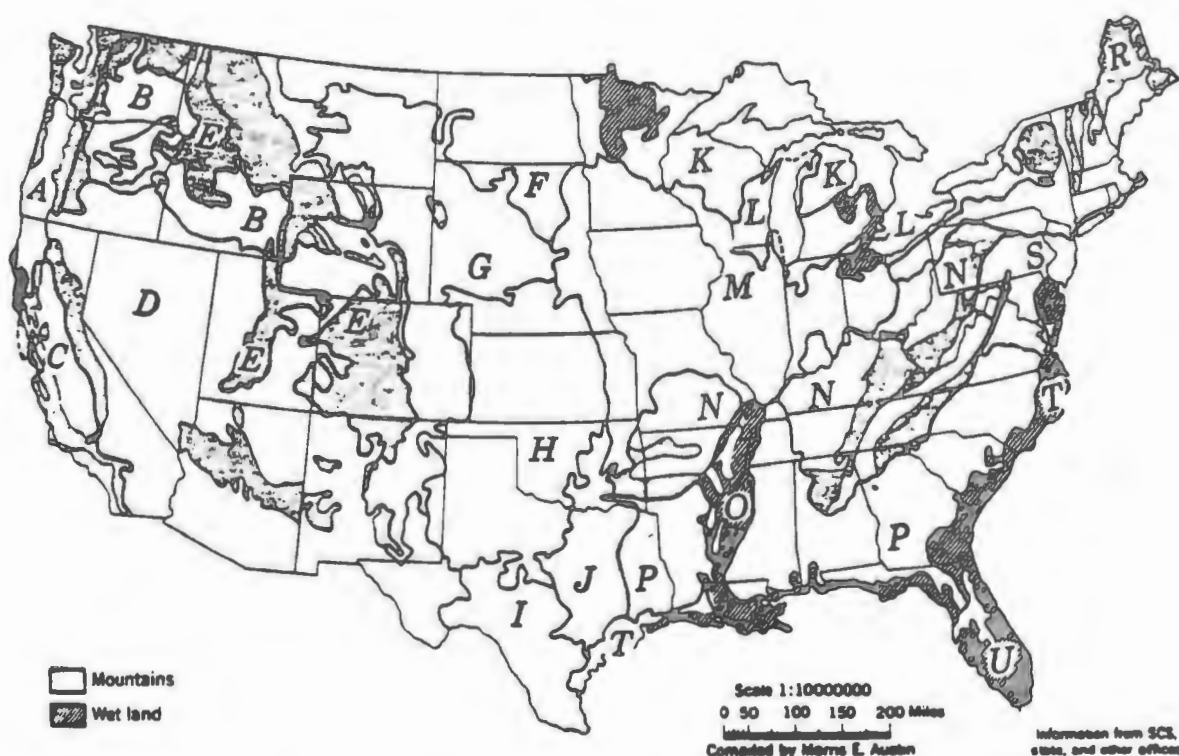 R
B
E
K
K
A
F
B
L
L
G
S
N
M
D
E
E
C
T
N
N
H
O
P
J
P
I
T
U
Mountains
Wet land
Scale 1:10000000
0 50 100 150 200 Miles
Compiled by Morris E. Austin
Information from SCS,
state, and other offices